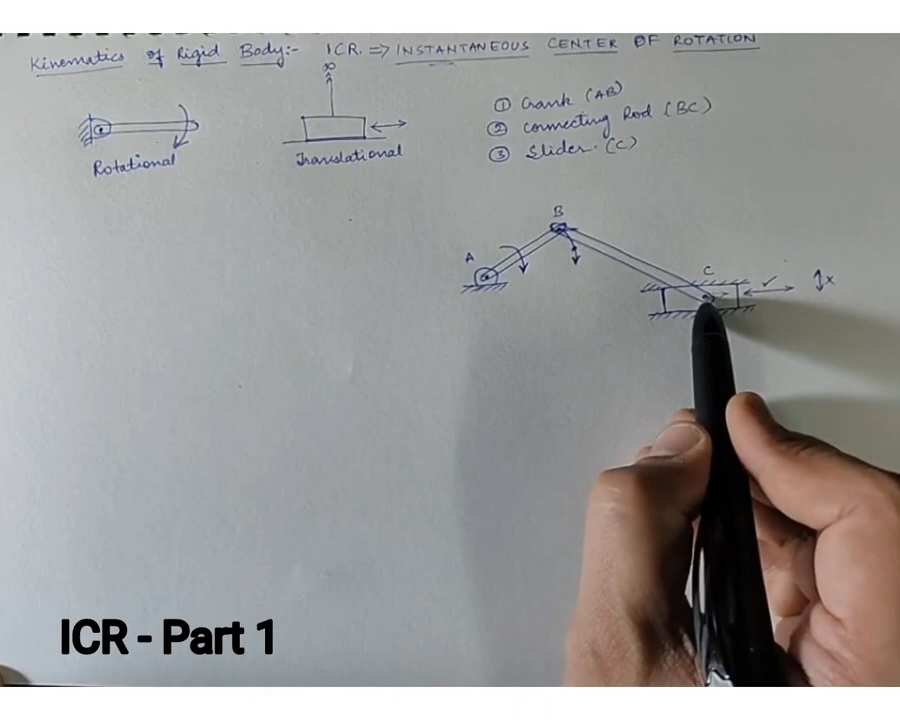 Kinematics of Rigid Body:- ICR. => INSTANTANEOUS CENTER OF ROTATION
∞
① Crank (AB)
② Connecting Rod (BC)
③ Slider. (C)
Rotational
Translational
B
A
C
✓
x
ICR - Part 1